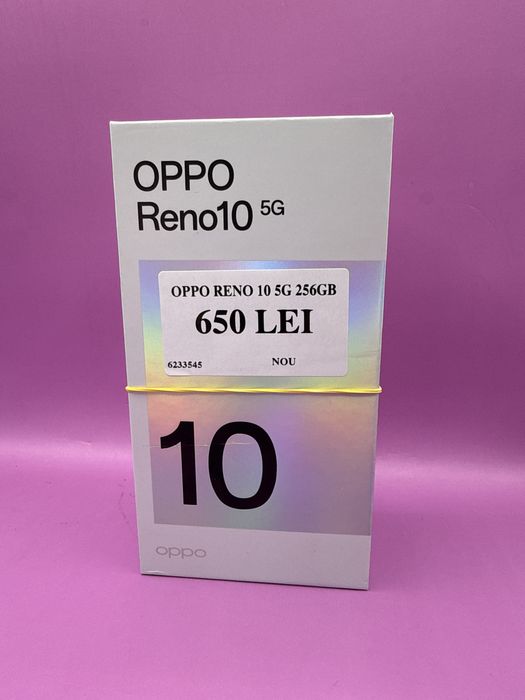 OPPO
Reno10 5G
OPPO RENO 10 5G 256GB
650 LEI
6233545 NOU
10
oppo